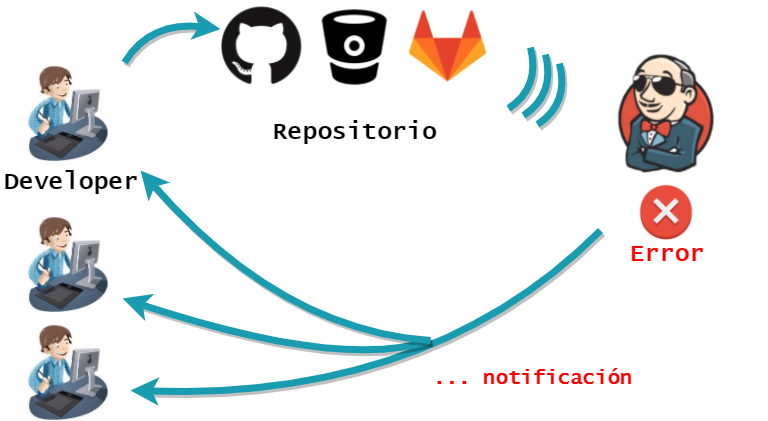 Repositorio
Developer
Error
... notificación